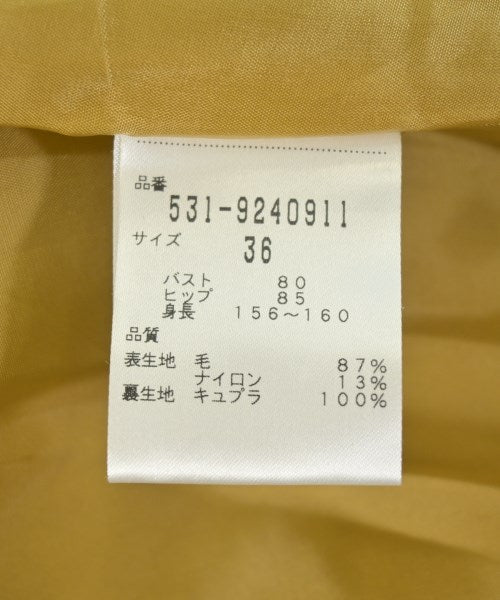 品番
531-9240911
サイズ
36
バスト 80
ヒップ 85
身長 156～160
品質
表生地 毛 87%
ナイロン 13%
裏生地 キュプラ 100%